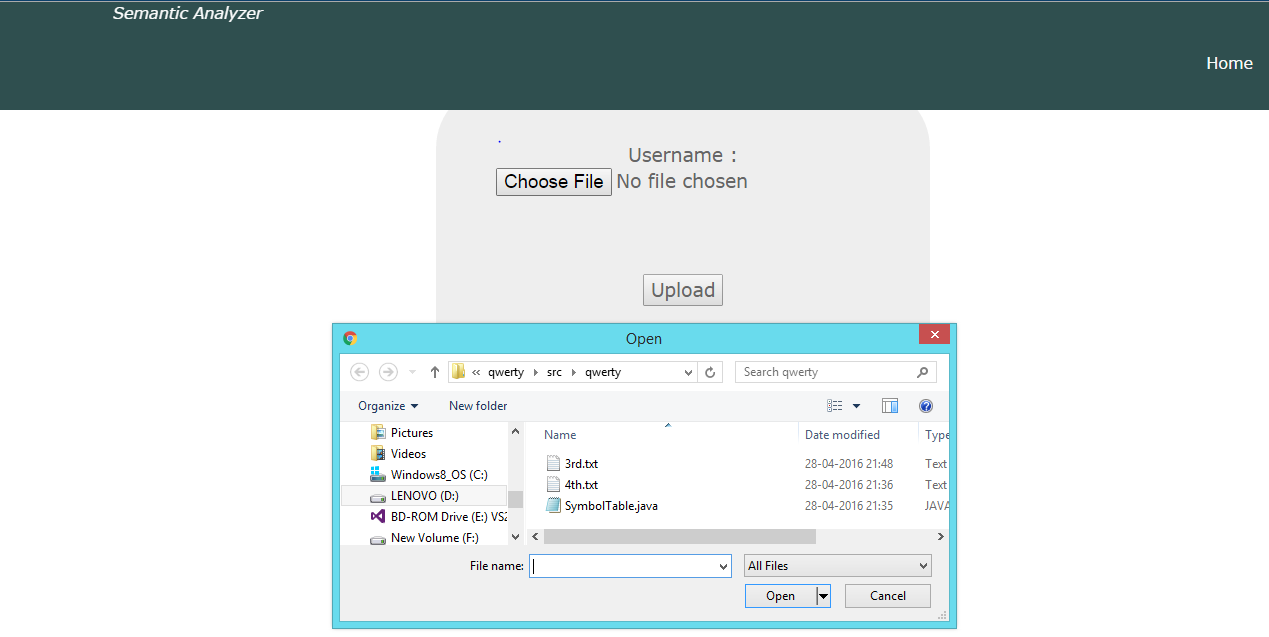 Semantic Analyzer
Home
Username :
Choose File No file chosen
Upload
Open
« qwerty src qwerty Search qwerty
Organize New folder
Name Date modified Type
Pictures
Videos
Windows8_OS (C:)
LENOVO (D:)
BD-ROM Drive (E:) VS2
New Volume (F:)
3rd.txt 28-04-2016 21:48 Text
4th.txt 28-04-2016 21:36 Text
SymbolTable.java 28-04-2016 21:35 JAVA
File name: All Files
Open Cancel